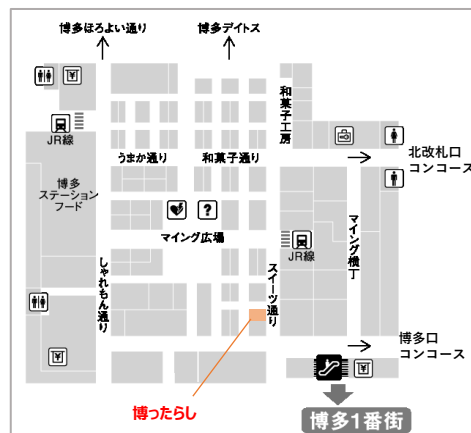 博多ほろよい通り
博多デイトス
和菓子工房
JR線
うまか通り
和菓子通り
北改札口
コンコース
博多
ステーション
フード
?
マイング広場
JR線
マイング横丁
しゃれもん通り
スイーツ通り
博多口
コンコース
博ったらし
博多1番街